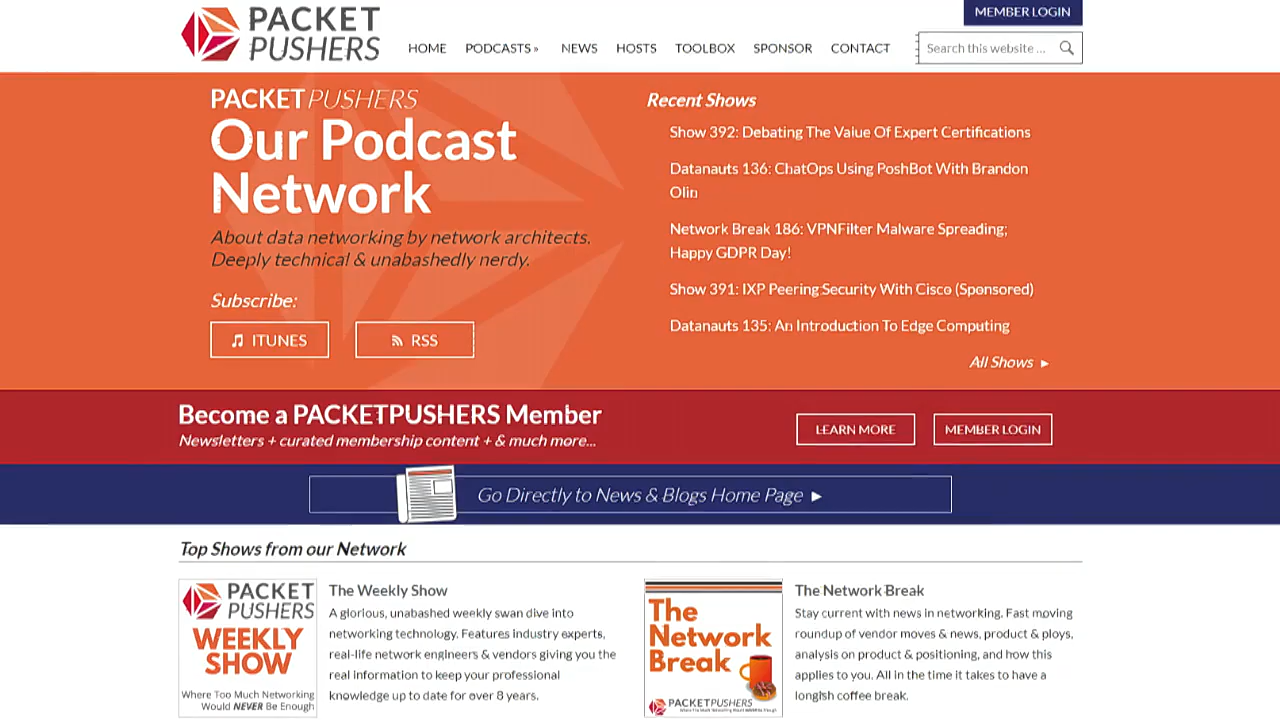 PACKET
PUSHERS
MEMBER LOGIN
HOME PODCASTS » NEWS HOSTS TOOLBOX SPONSOR CONTACT
Search this website ...
PACKETPUSHERS
Our Podcast
Network
About data networking by network architects.
Deeply technical & unabashedly nerdy.
Subscribe:
ITUNES RSS
Recent Shows
Show 392: Debating The Value Of Expert Certifications
Datanauts 136: ChatOps Using PoshBot With Brandon
Olin
Network Break 186: VPNFilter Malware Spreading;
Happy GDPR Day!
Show 391: IXP Peering Security With Cisco (Sponsored)
Datanauts 135: An Introduction To Edge Computing
All Shows ►
Become a PACKETPUSHERS Member
Newsletters + curated membership content + & much more...
LEARN MORE MEMBER LOGIN
Go Directly to News & Blogs Home Page ►
Top Shows from our Network
PACKET
PUSHERS
WEEKLY
SHOW
Where Too Much Networking
Would NEVER Be Enough
The Weekly Show
A glorious, unabashed weekly swan dive into
networking technology. Features industry experts,
real-life network engineers & vendors giving you the
real information to keep your professional
knowledge up to date for over 8 years.
The
Network
Break
PACKETPUSHERS
The Network Break
Stay current with news in networking. Fast moving
roundup of vendor moves & news, product & ploys,
analysis on product & positioning, and how this
applies to you. All in the time it takes to have a
longish coffee break.